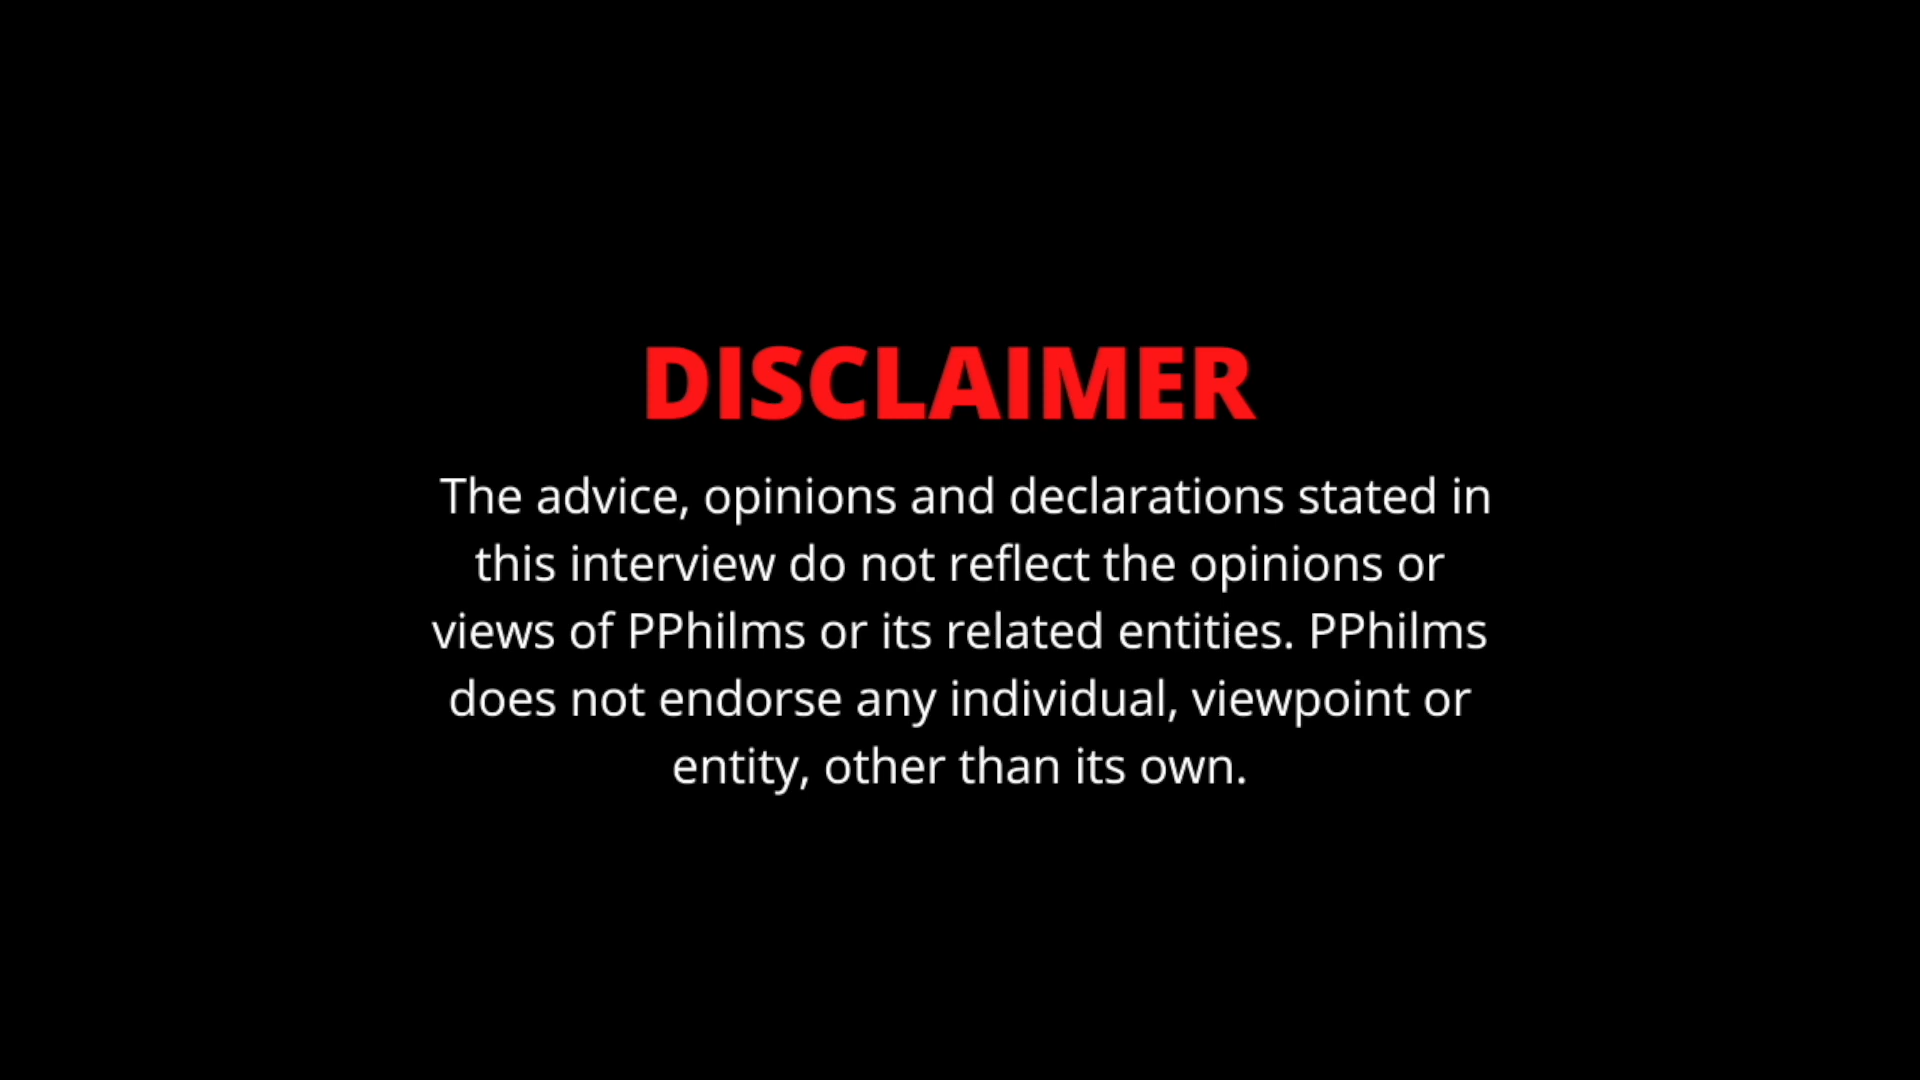 DISCLAIMER
The advice, opinions and declarations stated in
this interview do not reflect the opinions or
views of PPhilms or its related entities. PPhilms
does not endorse any individual, viewpoint or
entity, other than its own.